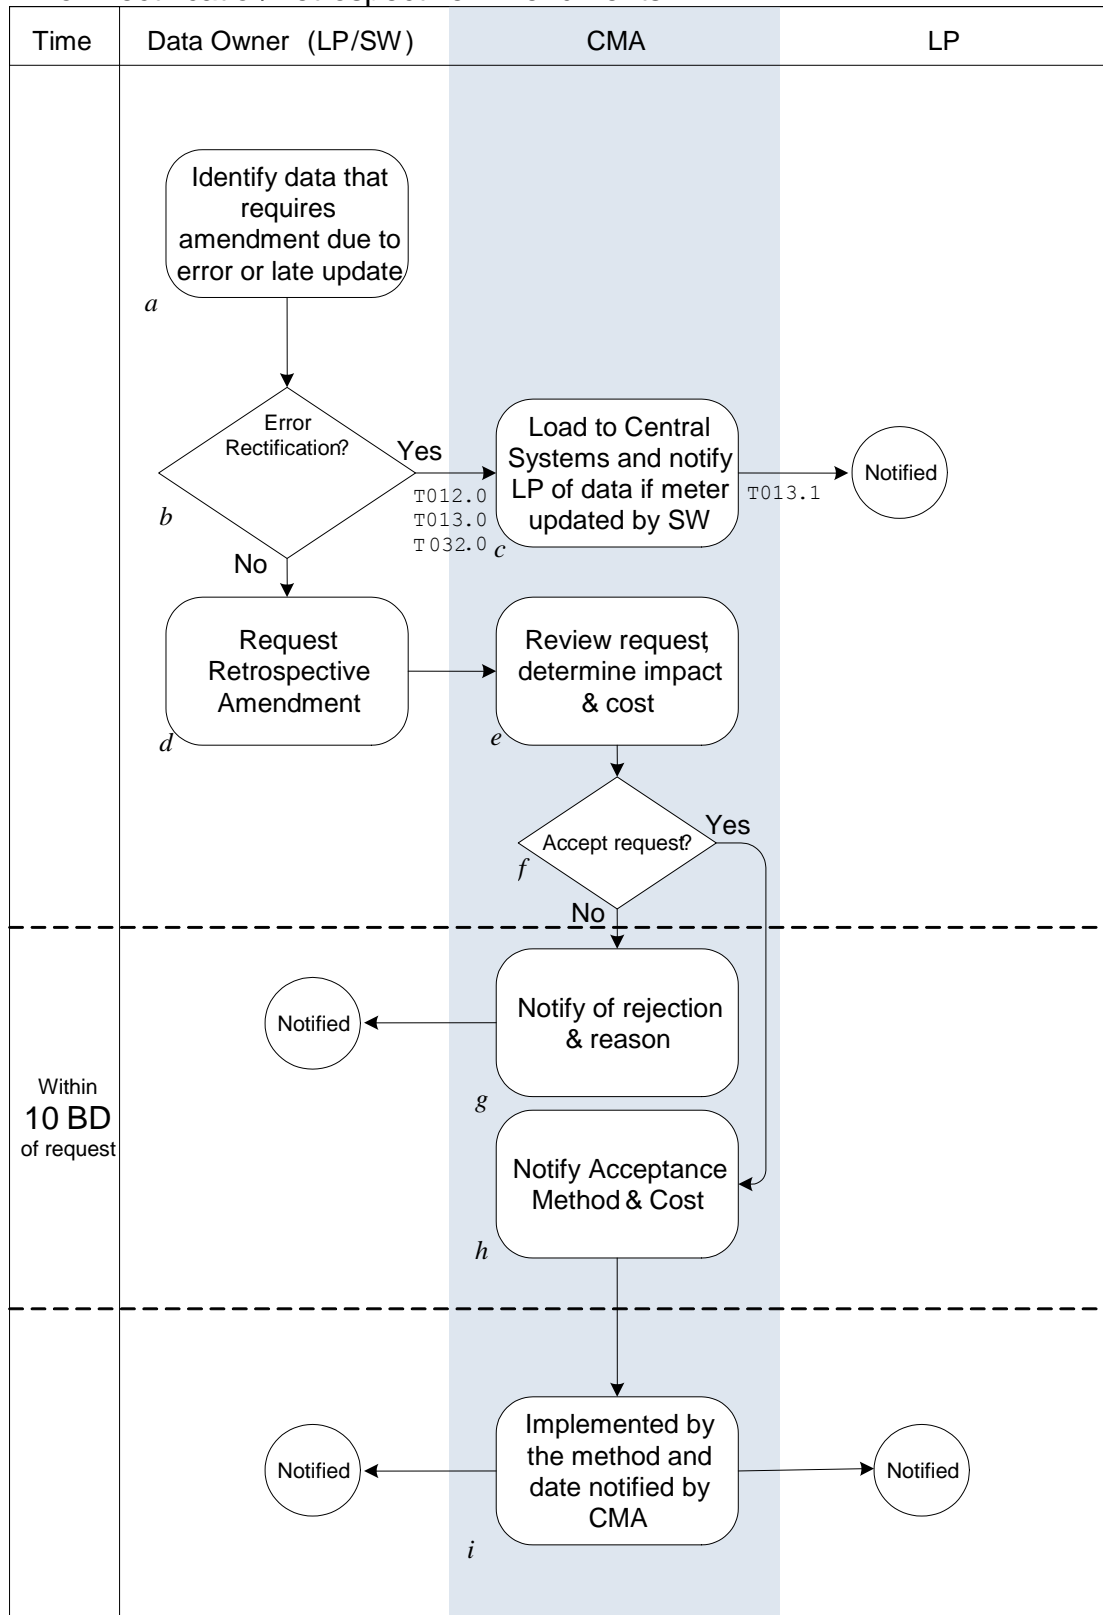 Time
Data Owner (LP/SW)
CMA
LP
Identify data that
requires
amendment due to
error or late update
a
Error
Rectification?
Yes
b
T012.0
T013.0
T032.0
No
Load to Central
Systems and notify
LP of data if meter
updated by SW
c
T013.1
Notified
Request
Retrospective
Amendment
d
Review request,
determine impact
& cost
e
Accept request?
Yes
f
No
Within
10 BD
of request
Notify of rejection
& reason
g
Notified
Notify Acceptance
Method & Cost
h
Implemented by
the method and
date notified by
CMA
i
Notified
Notified